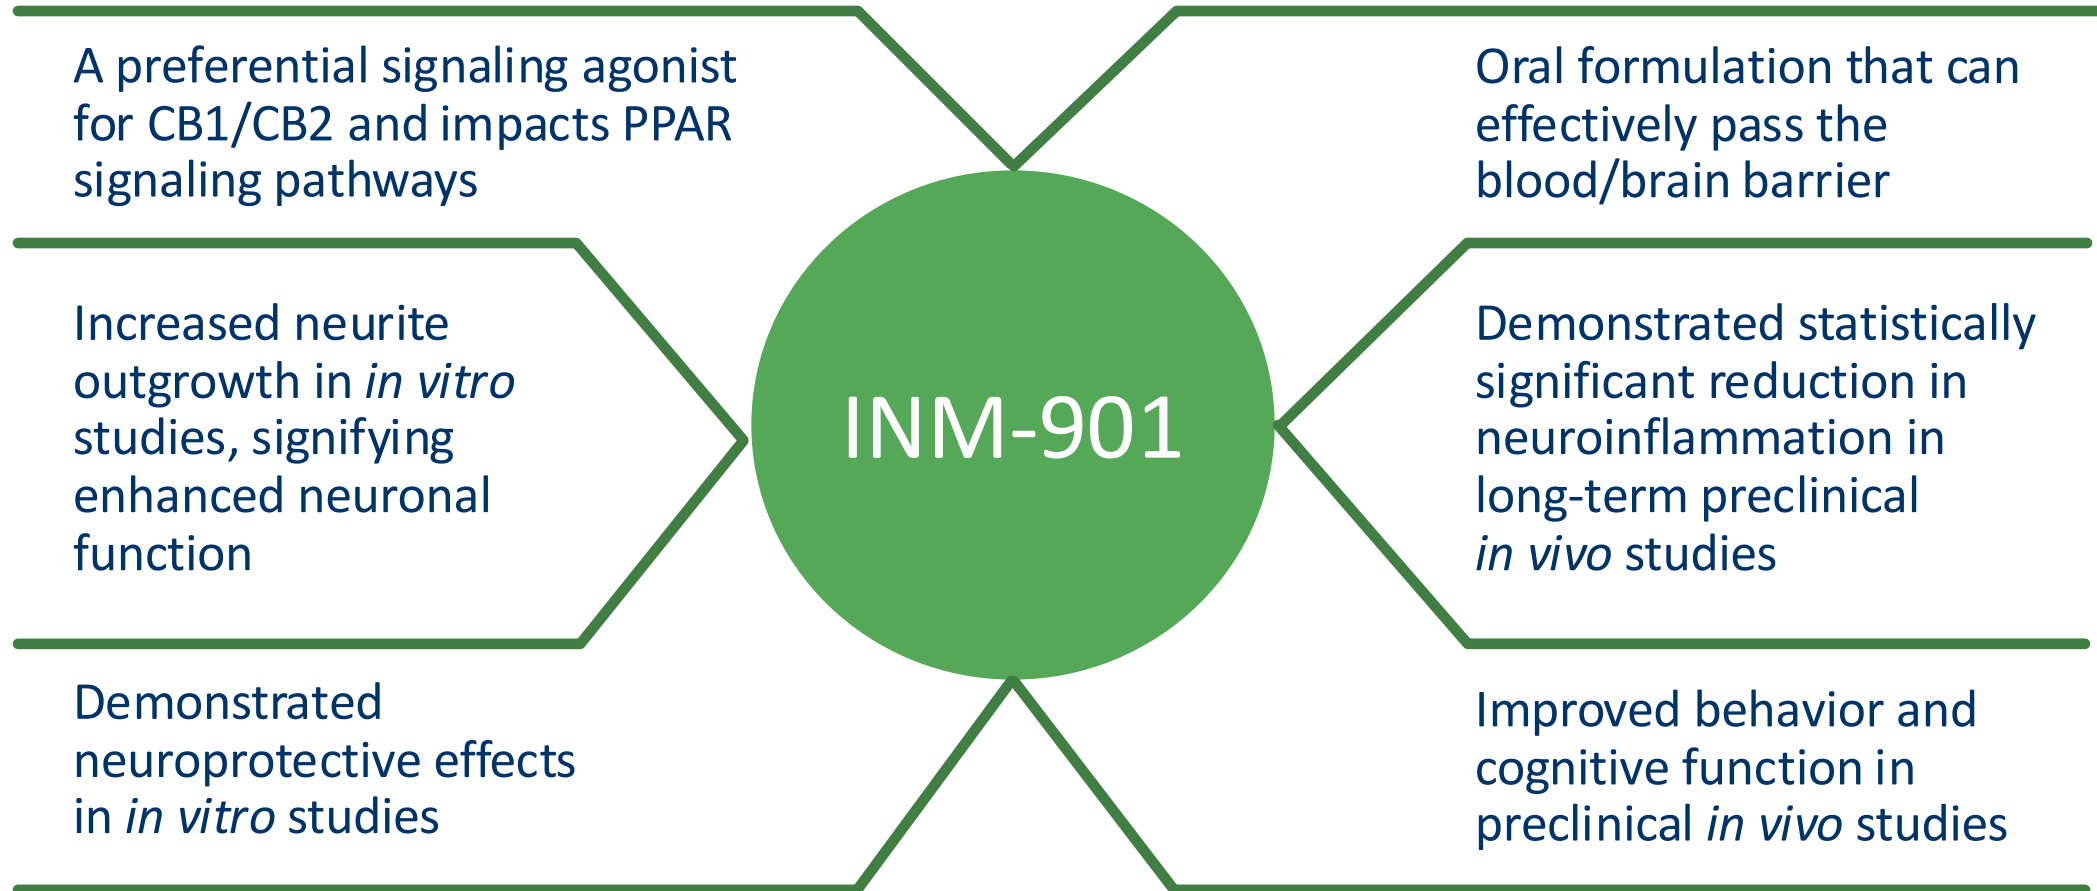 A preferential signaling agonist
for CB1/CB2 and impacts PPAR
signaling pathways
Increased neurite
outgrowth in in vitro
studies, signifying
enhanced neuronal
function
Demonstrated
neuroprotective effects
in in vitro studies
INM-901
Oral formulation that can
effectively pass the
blood/brain barrier
Demonstrated statistically
significant reduction in
neuroinflammation in
long-term preclinical
in vivo studies
Improved behavior and
cognitive function in
preclinical in vivo studies